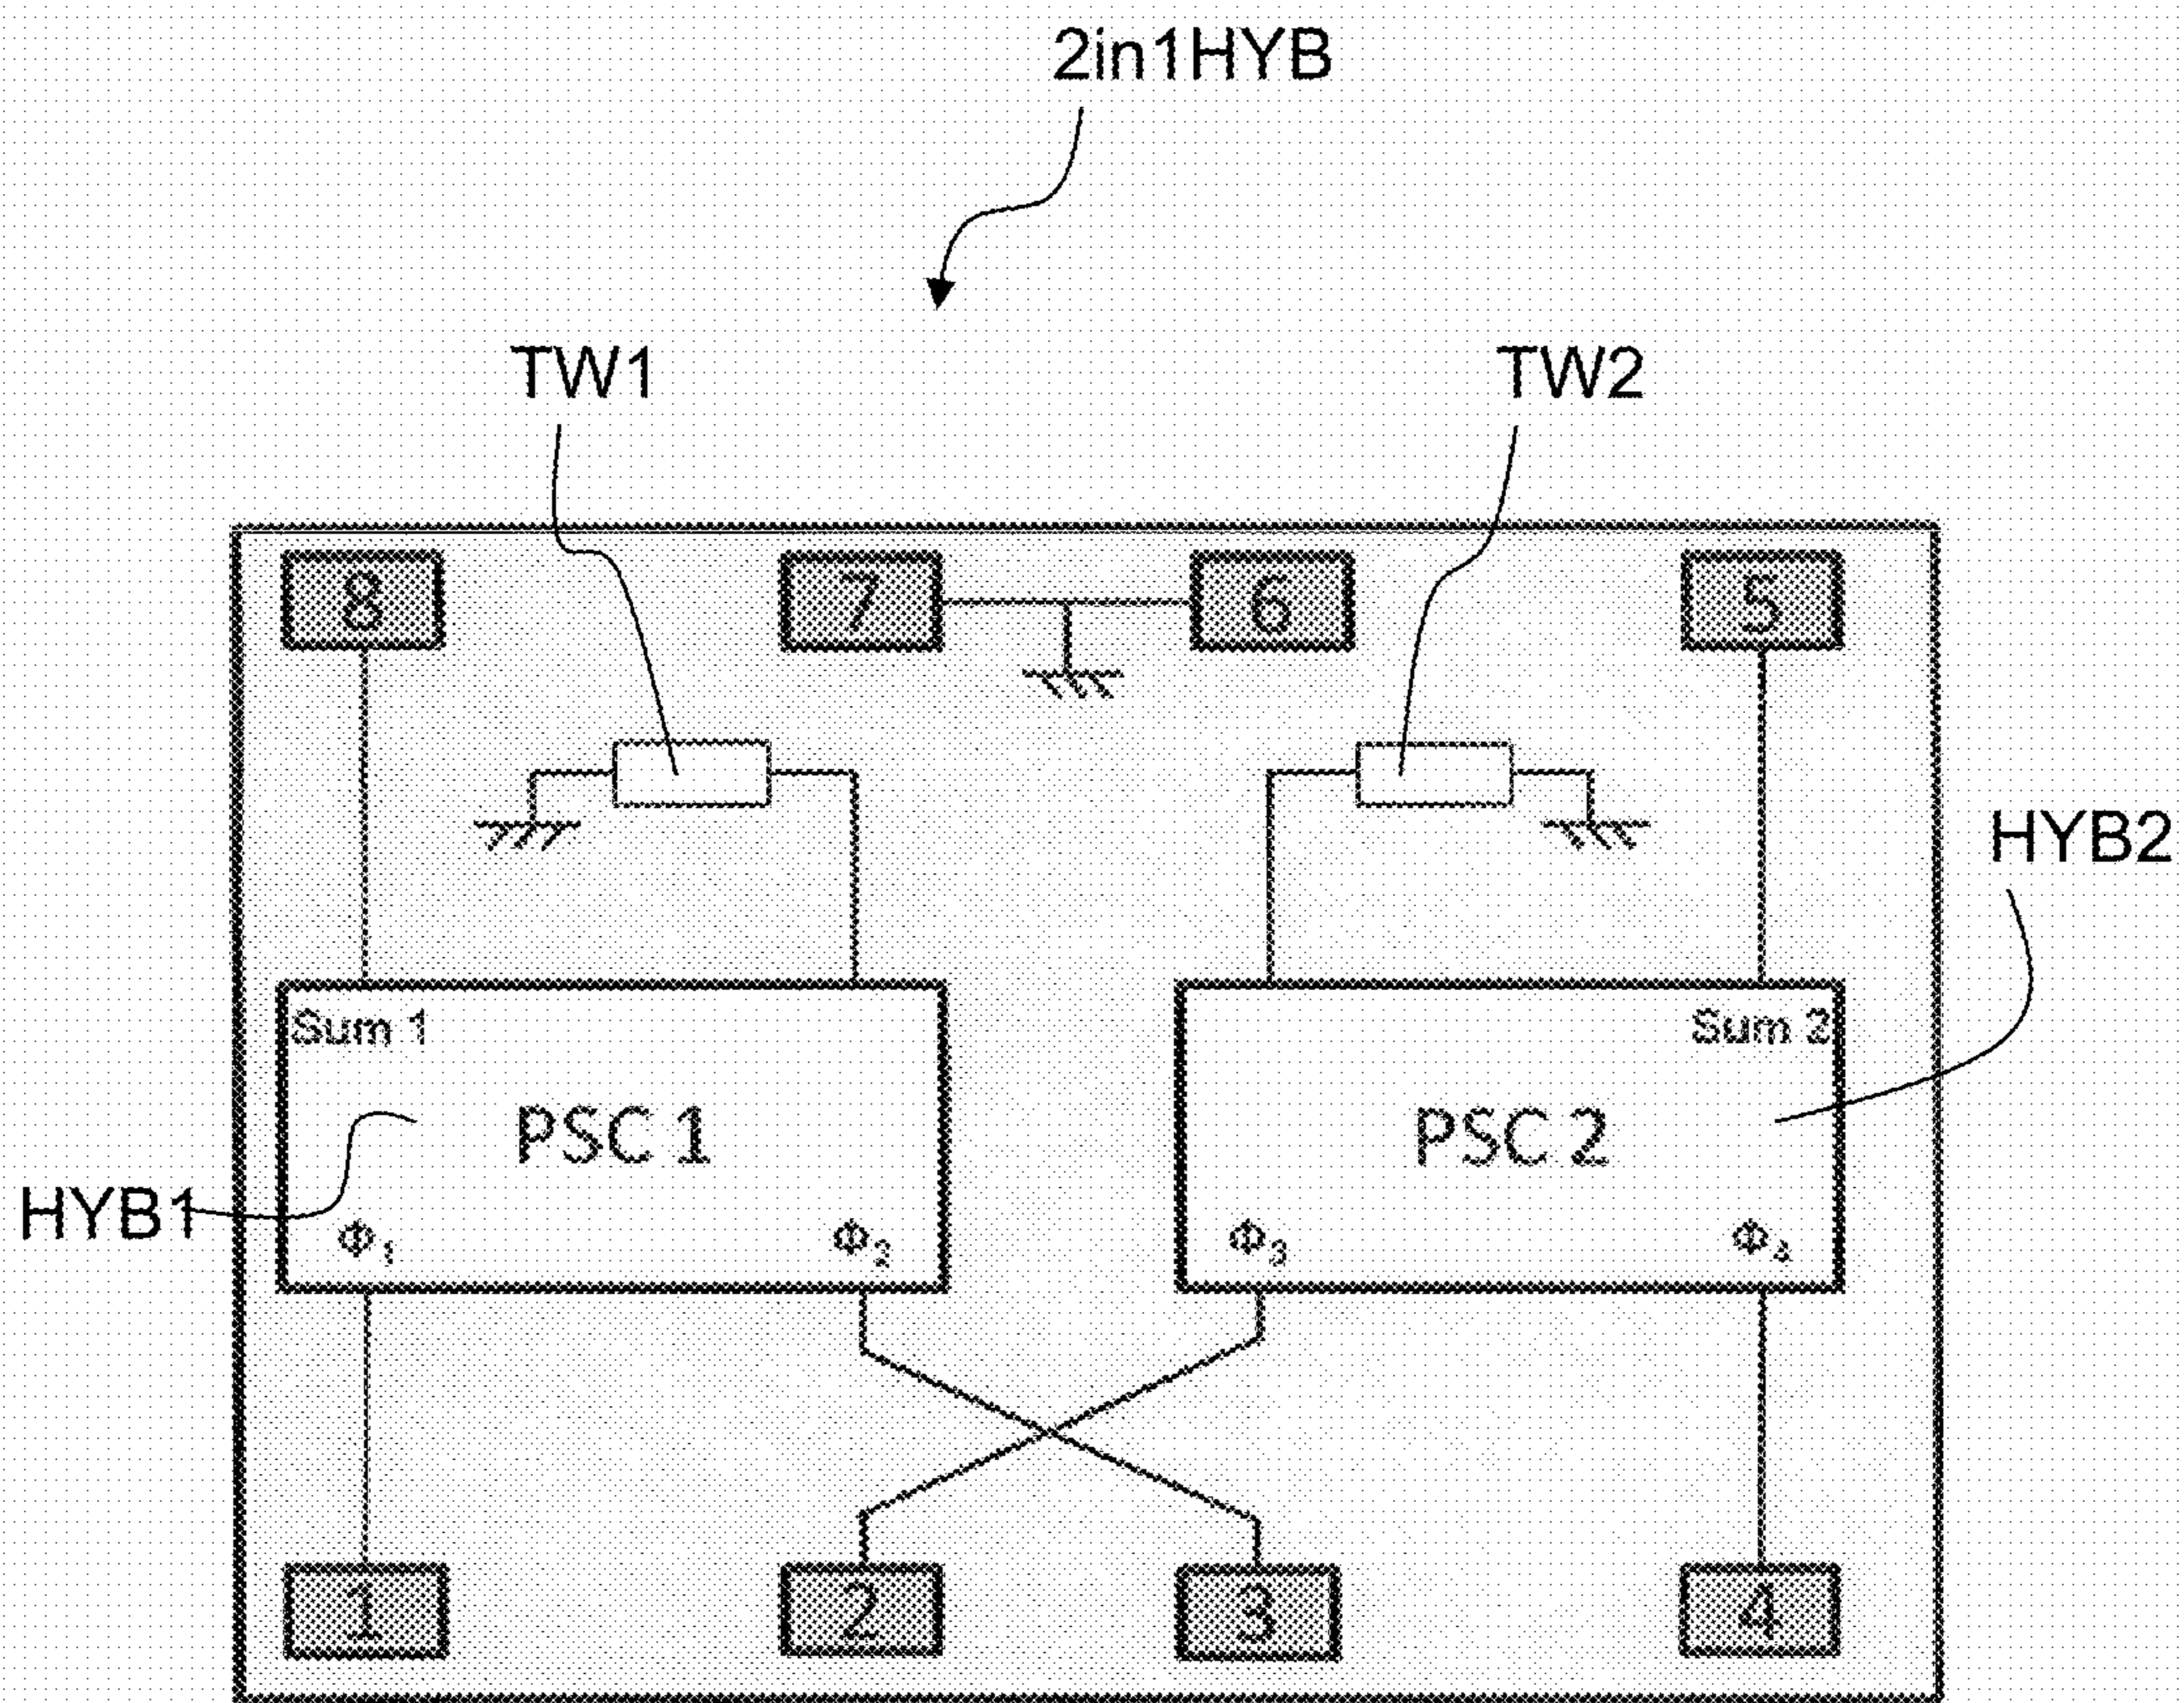 2in1HYB
TW1 TW2
8 7 6 5
HYB2
Sum 1 Sum 2
PSC 1 PSC 2
HYB1
Φ1 Φ2 Φ3 Φ4
1 2 3 4